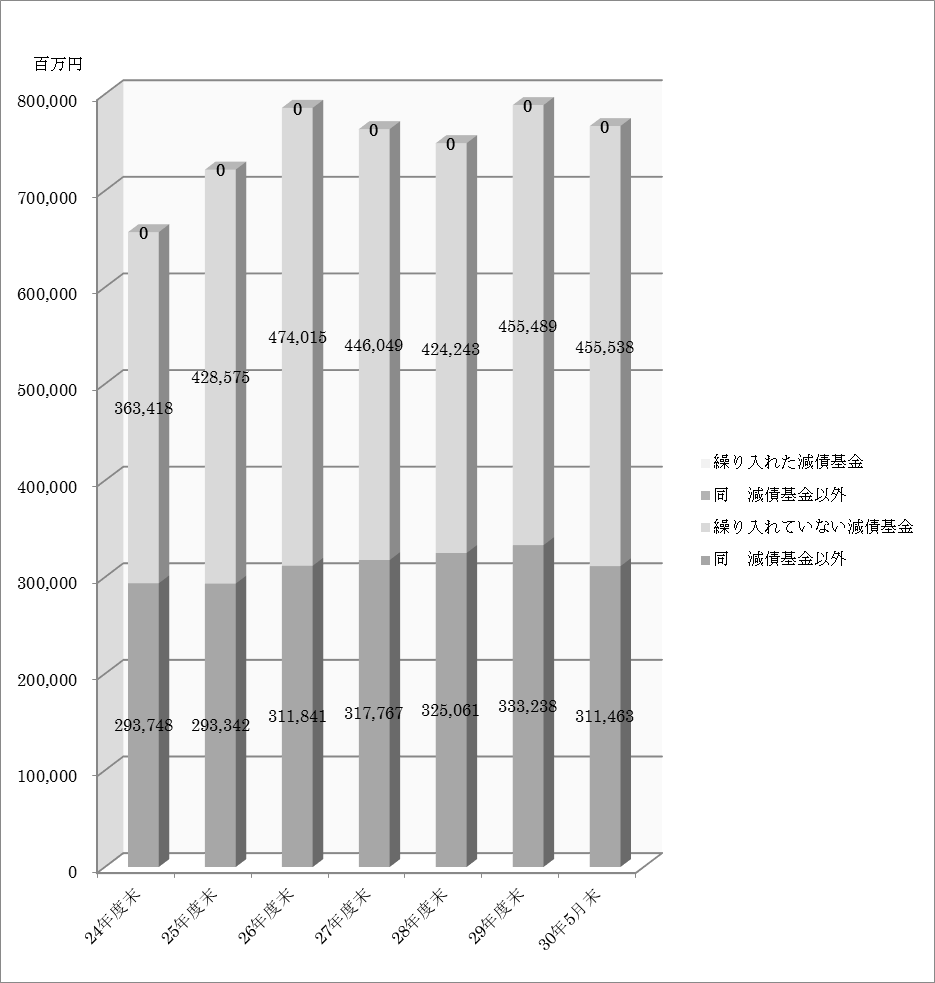 百万円
800,000
700,000
600,000
500,000
400,000
300,000
200,000
100,000
0
0
0
0
0
0
0
0
363,418
428,575
474,015
446,049
424,243
455,489
455,538
293,748
293,342
311,841
317,767
325,061
333,238
311,463
24年度末
25年度末
26年度末
27年度末
28年度末
29年度末
30年5月末
繰り入れた減債基金
同　減債基金以外
繰り入れていない減債基金
同　減債基金以外